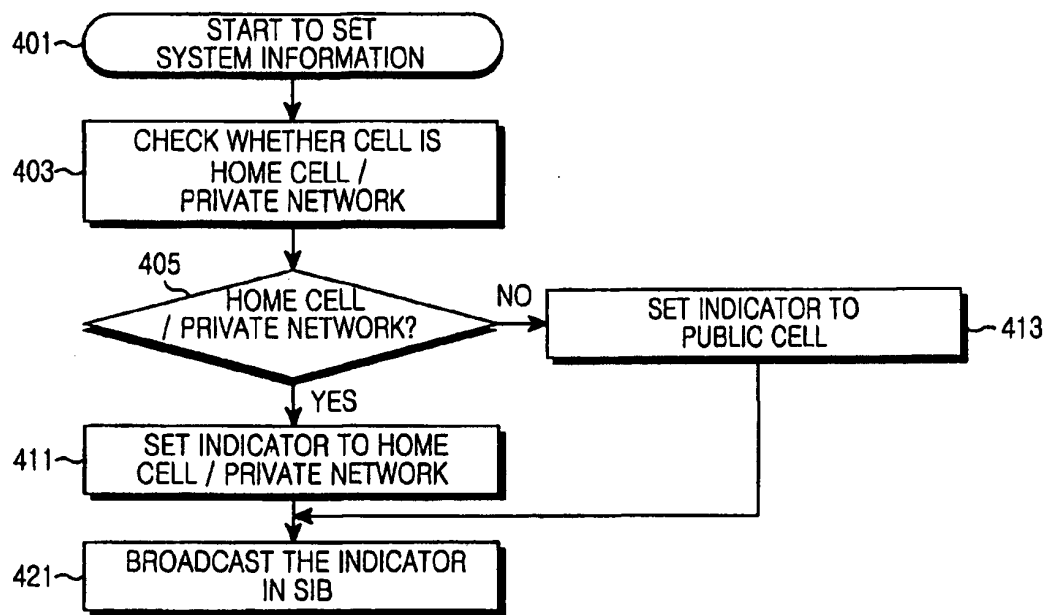 401
START TO SET
SYSTEM INFORMATION
403
CHECK WHETHER CELL IS
HOME CELL /
PRIVATE NETWORK
405
HOME CELL
/ PRIVATE NETWORK?
NO
SET INDICATOR TO
PUBLIC CELL
413
YES
411
SET INDICATOR TO HOME
CELL / PRIVATE NETWORK
421
BROADCAST THE INDICATOR
IN SIB